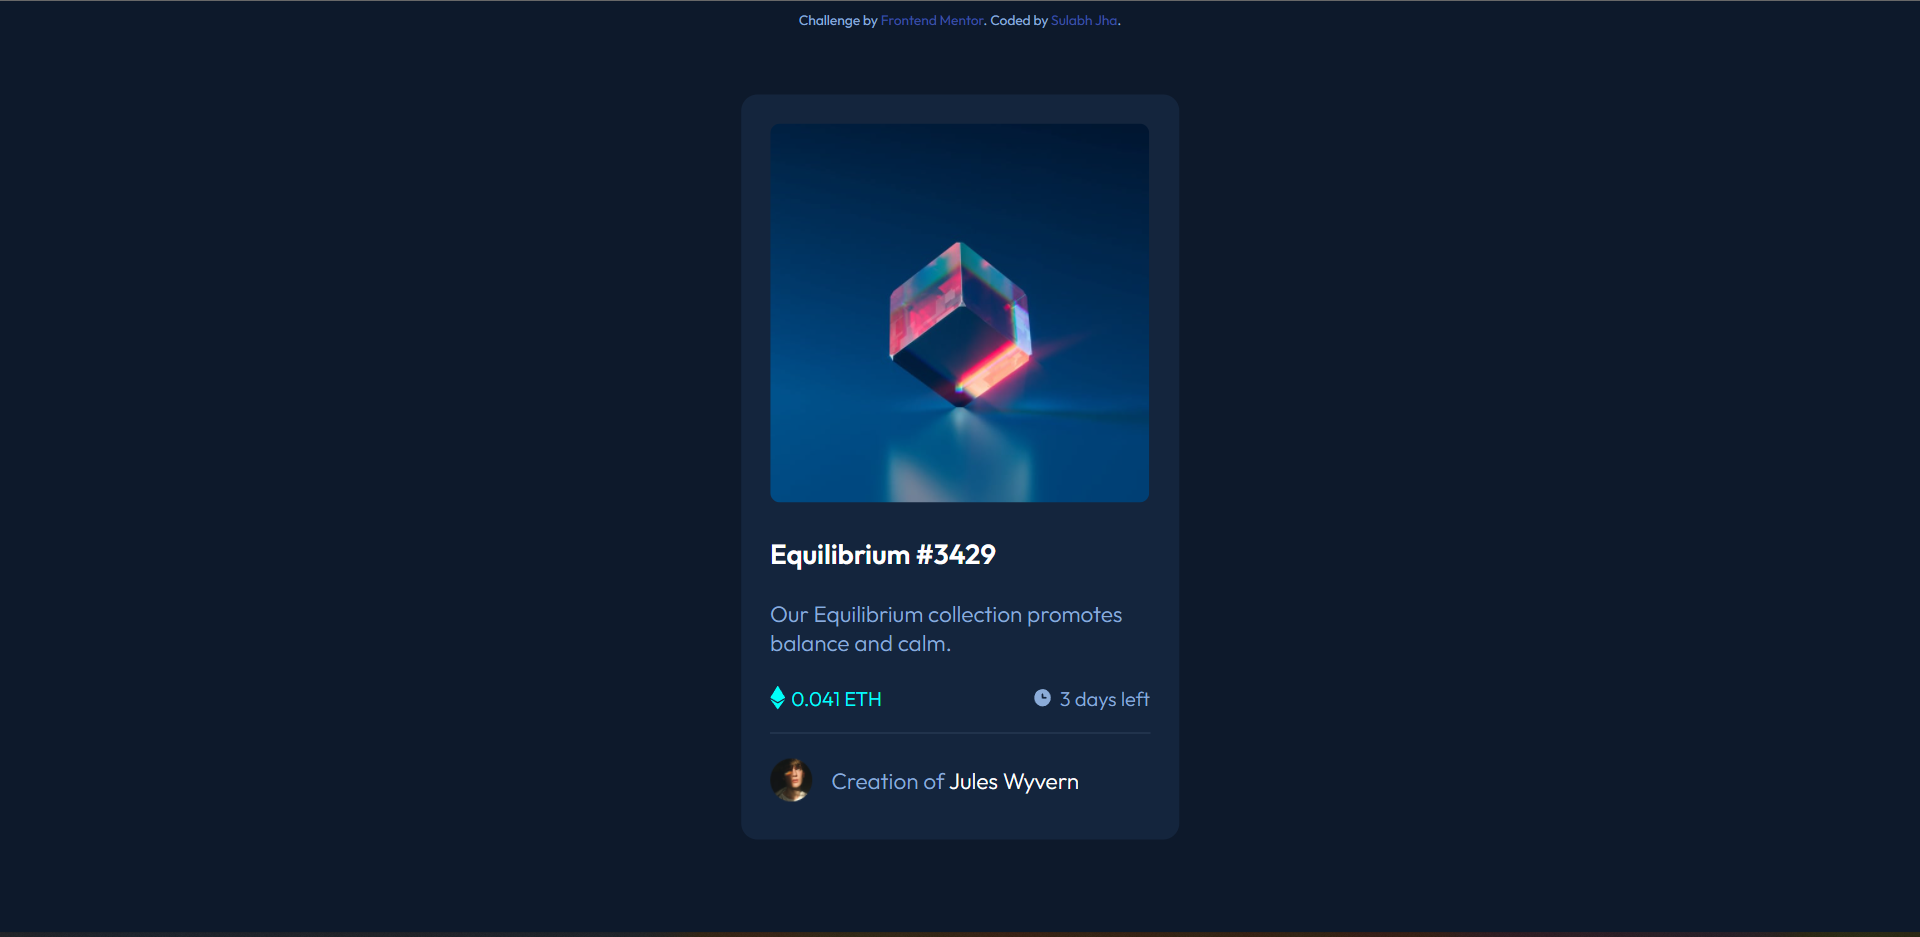 Challenge by Frontend Mentor. Coded by Sulabh Jha.
Equilibrium #3429
Our Equilibrium collection promotes
balance and calm.
0.041 ETH
3 days left
Creation of Jules Wyvern